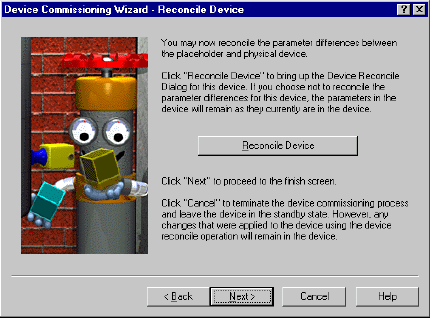 Device Commissioning Wizard - Reconcile Device
You may now reconcile the parameter differences between
the placeholder and physical device.
Click "Reconcile Device" to bring up the Device Reconcile
Dialog for this device. If you choose not to reconcile the
parameter differences for this device, the parameters in the
device will remain as they currently are in the device.
Reconcile Device
Click "Next" to proceed to the finish screen.
Click "Cancel" to terminate the device commissioning process
and leave the device in the standby state. However, any
changes that were applied to the device using the device
reconcile operation will remain in the device.
< Back Next > Cancel Help